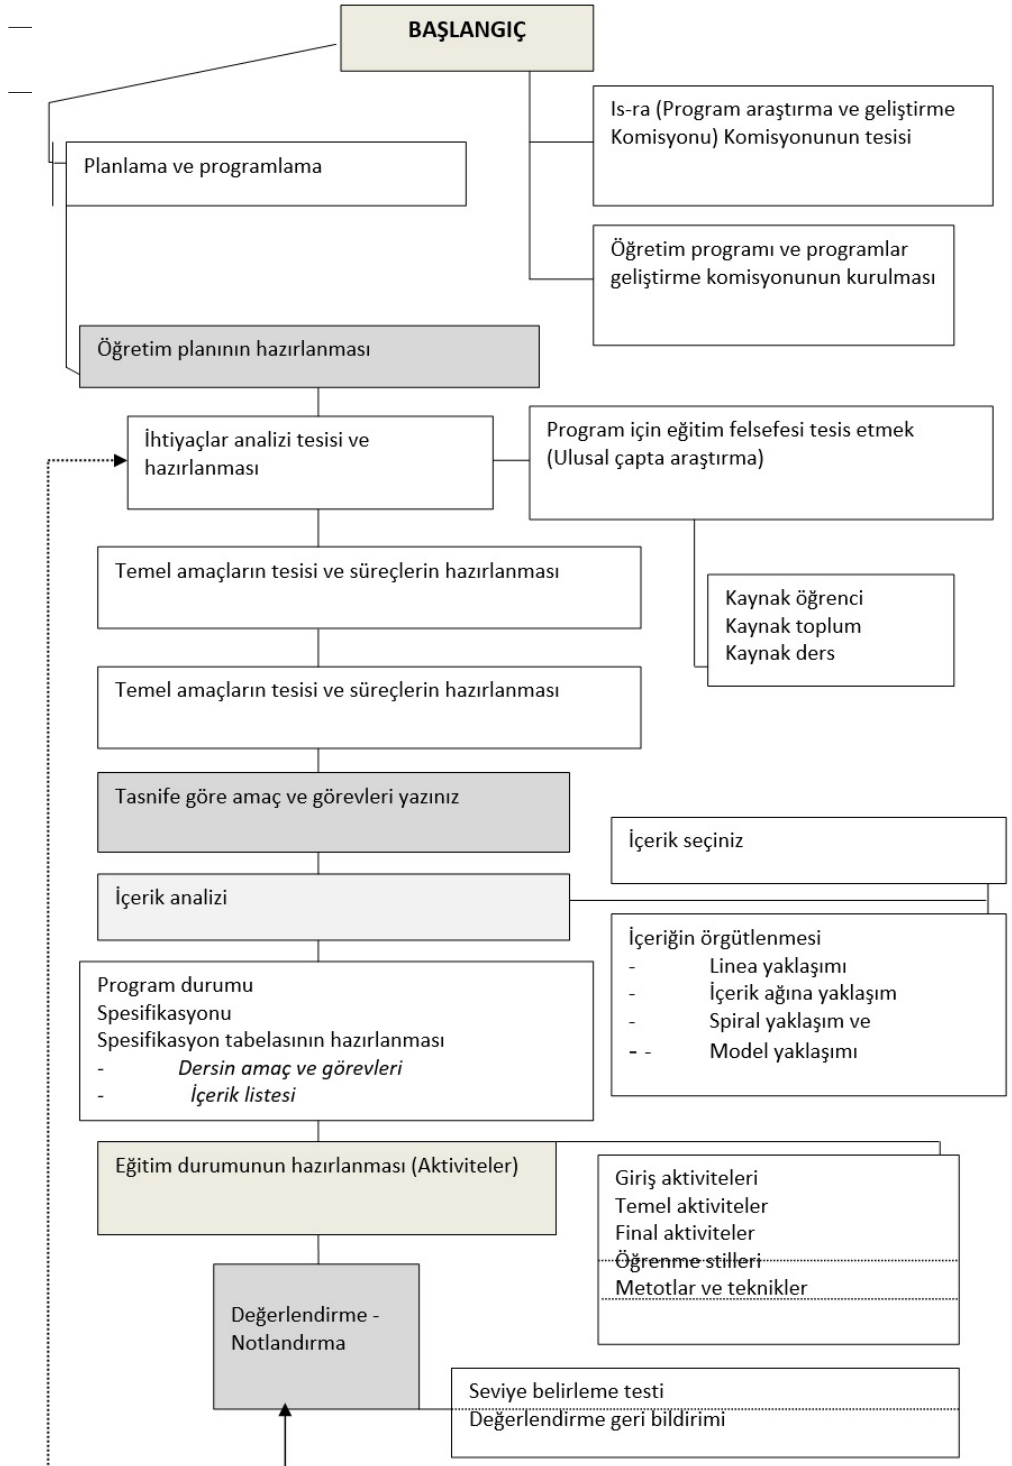 BAŞLANGIÇ
Is-ra (Program araştırma ve geliştirme
Komisyonu) Komisyonunun tesisi
Planlama ve programlama
Öğretim programı ve programlar
geliştirme komisyonunun kurulması
Öğretim planının hazırlanması
İhtiyaçlar analizi tesisi ve
hazırlanması
Program için eğitim felsefesi tesis etmek
(Ulusal çapta araştırma)
Temel amaçların tesisi ve süreçlerin hazırlanması
Kaynak öğrenci
Kaynak toplum
Kaynak ders
Temel amaçların tesisi ve süreçlerin hazırlanması
Tasnife göre amaç ve görevleri yazınız
İçerik seçiniz
İçerik analizi
İçeriğin örgütlenmesi
- Linea yaklaşımı
- İçerik ağına yaklaşım
- Spiral yaklaşım ve
- - Model yaklaşımı
Program durumu
Spesifikasyonu
Spesifikasyon tabelasının hazırlanması
- Dersin amaç ve görevleri
- İçerik listesi
Eğitim durumunun hazırlanması (Aktiviteler)
Giriş aktiviteleri
Temel aktiviteler
Final aktiviteler
Öğrenme stilleri
Metotlar ve teknikler
Değerlendirme -
Notlandırma
Seviye belirleme testi
Değerlendirme geri bildirimi